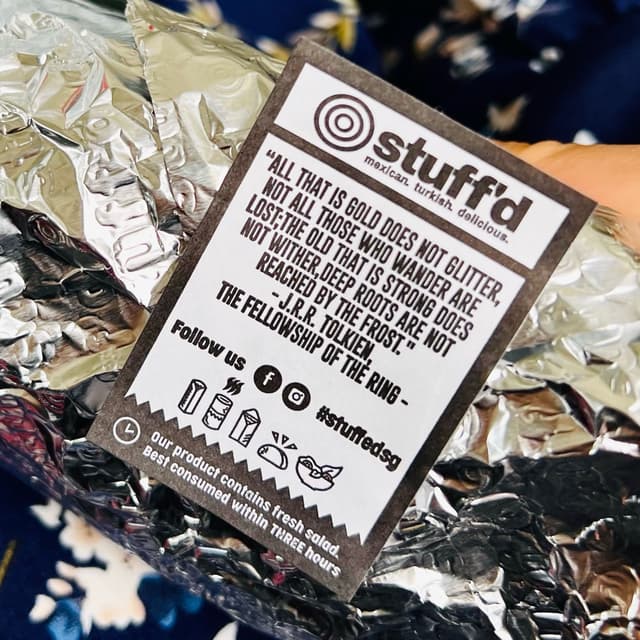 stuff'd
mexican. turkish. delicious.
"ALL THAT IS GOLD DOES NOT GLITTER,
NOT ALL THOSE WHO WANDER ARE
LOST;THE OLD THAT IS STRONG DOES
NOT WITHER,DEEP ROOTS ARE NOT
REACHED BY THE FROST."
- J.R.R. TOLKIEN,
THE FELLOWSHIP OF THE RING -
Follow us
#stuffedsg
Our product contains fresh salad.
Best consumed within THREE hours